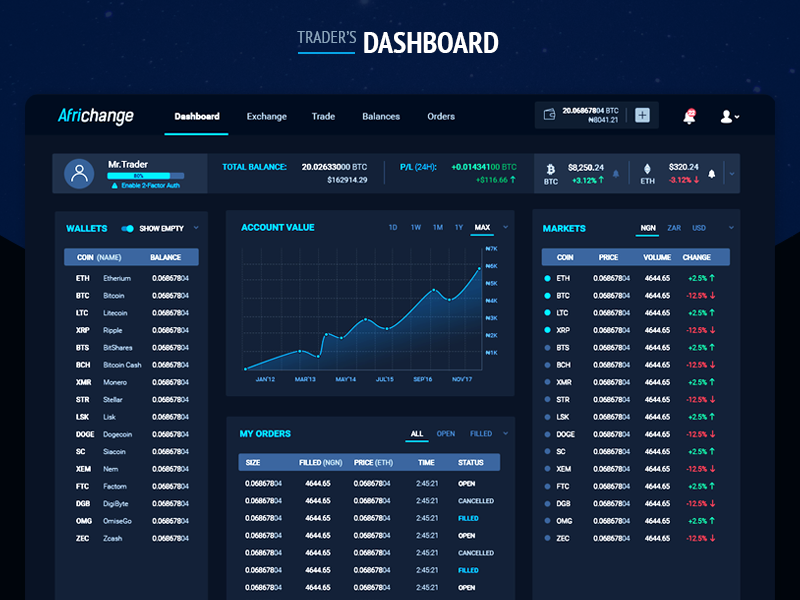 TRADER'S DASHBOARD
Africhange
Dashboard Exchange Trade Balances Orders
20.06867804 BTC
₦8041.21
Mr.Trader
80%
Enable 2-Factor Auth
TOTAL BALANCE: 20.02633000 BTC
$162914.29
P/L (24H): +0.01434100 BTC
+$116.66 ↑
BTC $8,250.24
+3.12% ↑
ETH $320.24
-3.12% ↓
WALLETS SHOW EMPTY
COIN (NAME) BALANCE
ETH Etherium 0.06867804
BTC Bitcoin 0.06867804
LTC Litecoin 0.06867804
XRP Ripple 0.06867804
BTS BitShares 0.06867804
BCH Bitcoin Cash 0.06867804
XMR Monero 0.06867804
STR Stellar 0.06867804
LSK Lisk 0.06867804
DOGE Dogecoin 0.06867804
SC Siacoin 0.06867804
XEM Nem 0.06867804
FTC Factom 0.06867804
DGB DigiByte 0.06867804
OMG OmiseGo 0.06867804
ZEC Zcash 0.06867804
ACCOUNT VALUE 1D 1W 1M 1Y MAX
₦7K
₦6K
₦5K
₦4K
₦3K
₦2K
₦1K
JAN'12 MAR'13 MAY'14 JUL'15 SEP'16 NOV'17
MY ORDERS ALL OPEN FILLED
SIZE FILLED (NGN) PRICE (ETH) TIME STATUS
0.06867804 4644.65 0.06867804 2:45:21 OPEN
0.06867804 4644.65 0.06867804 2:45:21 CANCELLED
0.06867804 4644.65 0.06867804 2:45:21 FILLED
0.06867804 4644.65 0.06867804 2:45:21 OPEN
0.06867804 4644.65 0.06867804 2:45:21 CANCELLED
0.06867804 4644.65 0.06867804 2:45:21 FILLED
0.06867804 4644.65 0.06867804 2:45:21 OPEN
MARKETS NGN ZAR USD
COIN PRICE VOLUME CHANGE
ETH 0.06867804 4644.65 +2.5% ↑
BTC 0.06867804 4644.65 -12.5% ↓
LTC 0.06867804 4644.65 +2.5% ↑
XRP 0.06867804 4644.65 -12.5% ↓
BTS 0.06867804 4644.65 +2.5% ↑
BCH 0.06867804 4644.65 -12.5% ↓
XMR 0.06867804 4644.65 +2.5% ↑
STR 0.06867804 4644.65 -12.5% ↓
LSK 0.06867804 4644.65 +2.5% ↑
DOGE 0.06867804 4644.65 -12.5% ↓
SC 0.06867804 4644.65 +2.5% ↑
XEM 0.06867804 4644.65 -12.5% ↓
FTC 0.06867804 4644.65 +2.5% ↑
DGB 0.06867804 4644.65 -12.5% ↓
OMG 0.06867804 4644.65 +2.5% ↑
ZEC 0.06867804 4644.65 -12.5% ↓